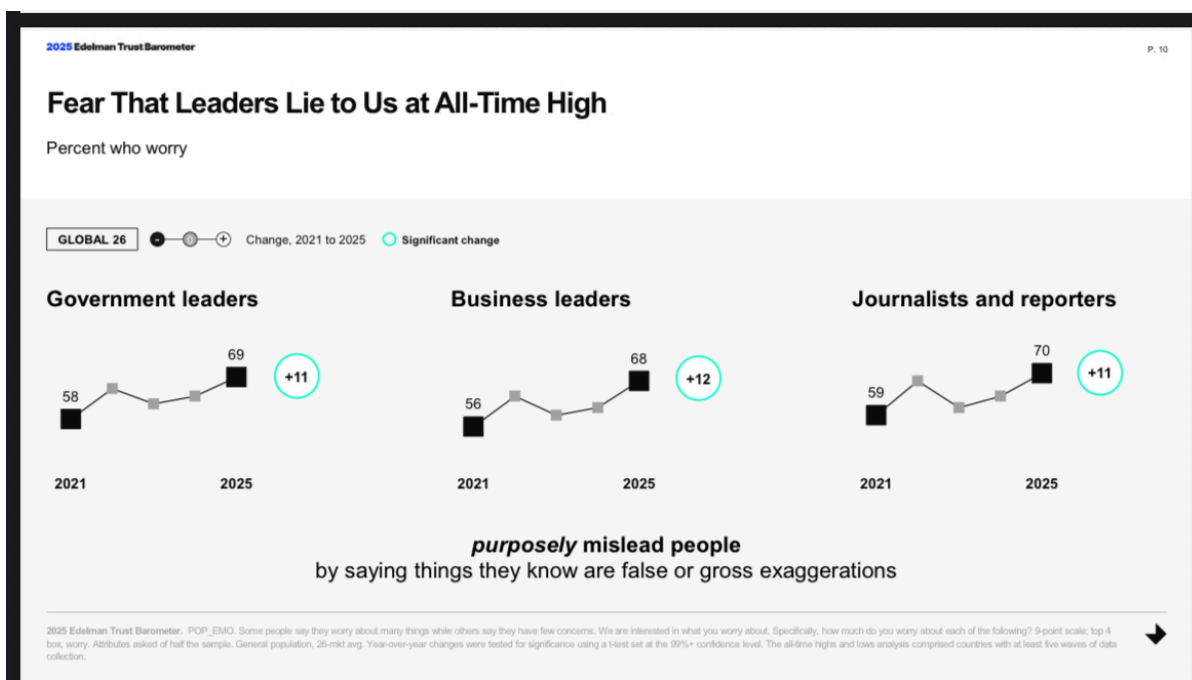 2025 Edelman Trust Barometer
P. 10
Fear That Leaders Lie to Us at All-Time High
Percent who worry
GLOBAL 26
- 0 + Change, 2021 to 2025 Significant change
Government leaders
58
69
+11
2021
2025
Business leaders
56
68
+12
2021
2025
Journalists and reporters
59
70
+11
2021
2025
purposely mislead people
by saying things they know are false or gross exaggerations
2025 Edelman Trust Barometer. POP_EMO. Some people say they worry about many things while others say they have few concerns. We are interested in what you worry about. Specifically, how much do you worry about each of the following? 9-point scale; top 4
box, worry. Attributes asked of half the sample. General population, 26-mkt avg. Year-over-year changes were tested for significance using a t-test set at the 99%+ confidence level. The all-time highs and lows analysis comprised countries with at least five waves of data
collection.